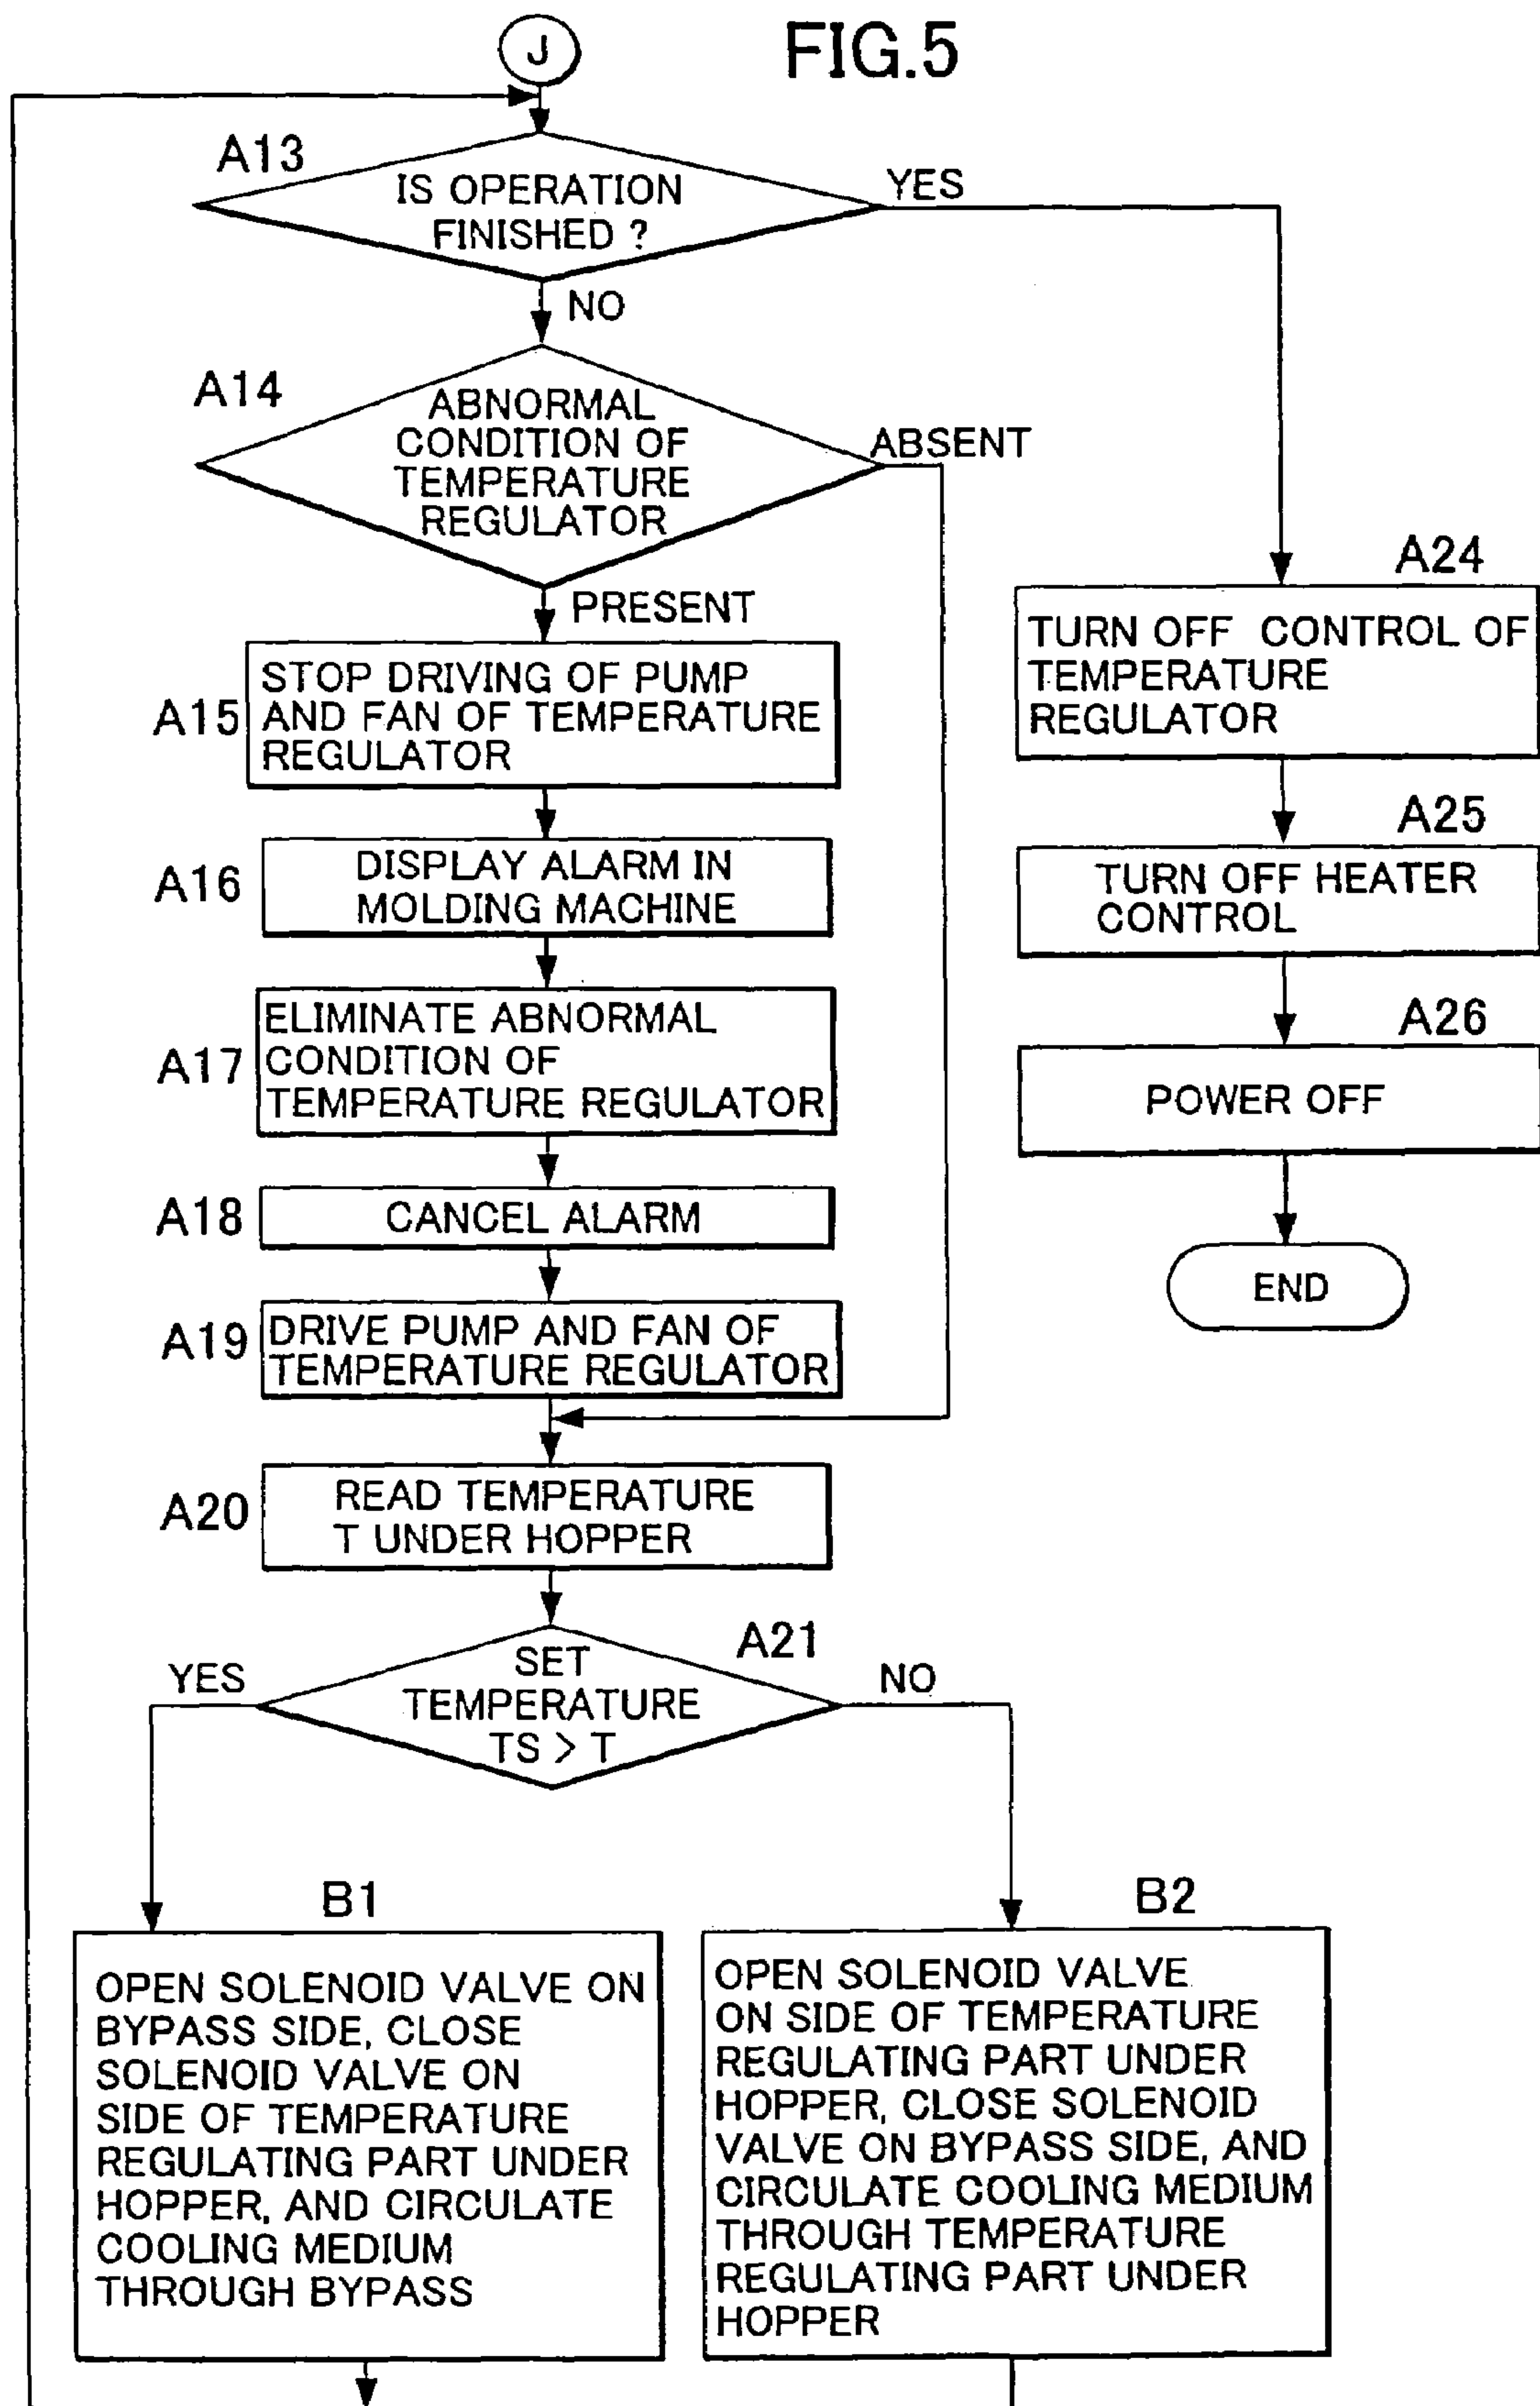 J
FIG.5
A13
IS OPERATION
FINISHED ?
YES
NO
A14
ABNORMAL
CONDITION OF
TEMPERATURE
REGULATOR
ABSENT
PRESENT
A15
STOP DRIVING OF PUMP
AND FAN OF TEMPERATURE
REGULATOR
A16
DISPLAY ALARM IN
MOLDING MACHINE
A17
ELIMINATE ABNORMAL
CONDITION OF
TEMPERATURE REGULATOR
A18
CANCEL ALARM
A19
DRIVE PUMP AND FAN OF
TEMPERATURE REGULATOR
A24
TURN OFF CONTROL OF
TEMPERATURE
REGULATOR
A25
TURN OFF HEATER
CONTROL
A26
POWER OFF
END
A20
READ TEMPERATURE
T UNDER HOPPER
A21
SET
TEMPERATURE
TS > T
YES
NO
B1
OPEN SOLENOID VALVE ON
BYPASS SIDE, CLOSE
SOLENOID VALVE ON
SIDE OF TEMPERATURE
REGULATING PART UNDER
HOPPER, AND CIRCULATE
COOLING MEDIUM
THROUGH BYPASS
B2
OPEN SOLENOID VALVE
ON SIDE OF TEMPERATURE
REGULATING PART UNDER
HOPPER, CLOSE SOLENOID
VALVE ON BYPASS SIDE, AND
CIRCULATE COOLING MEDIUM
THROUGH TEMPERATURE
REGULATING PART UNDER
HOPPER